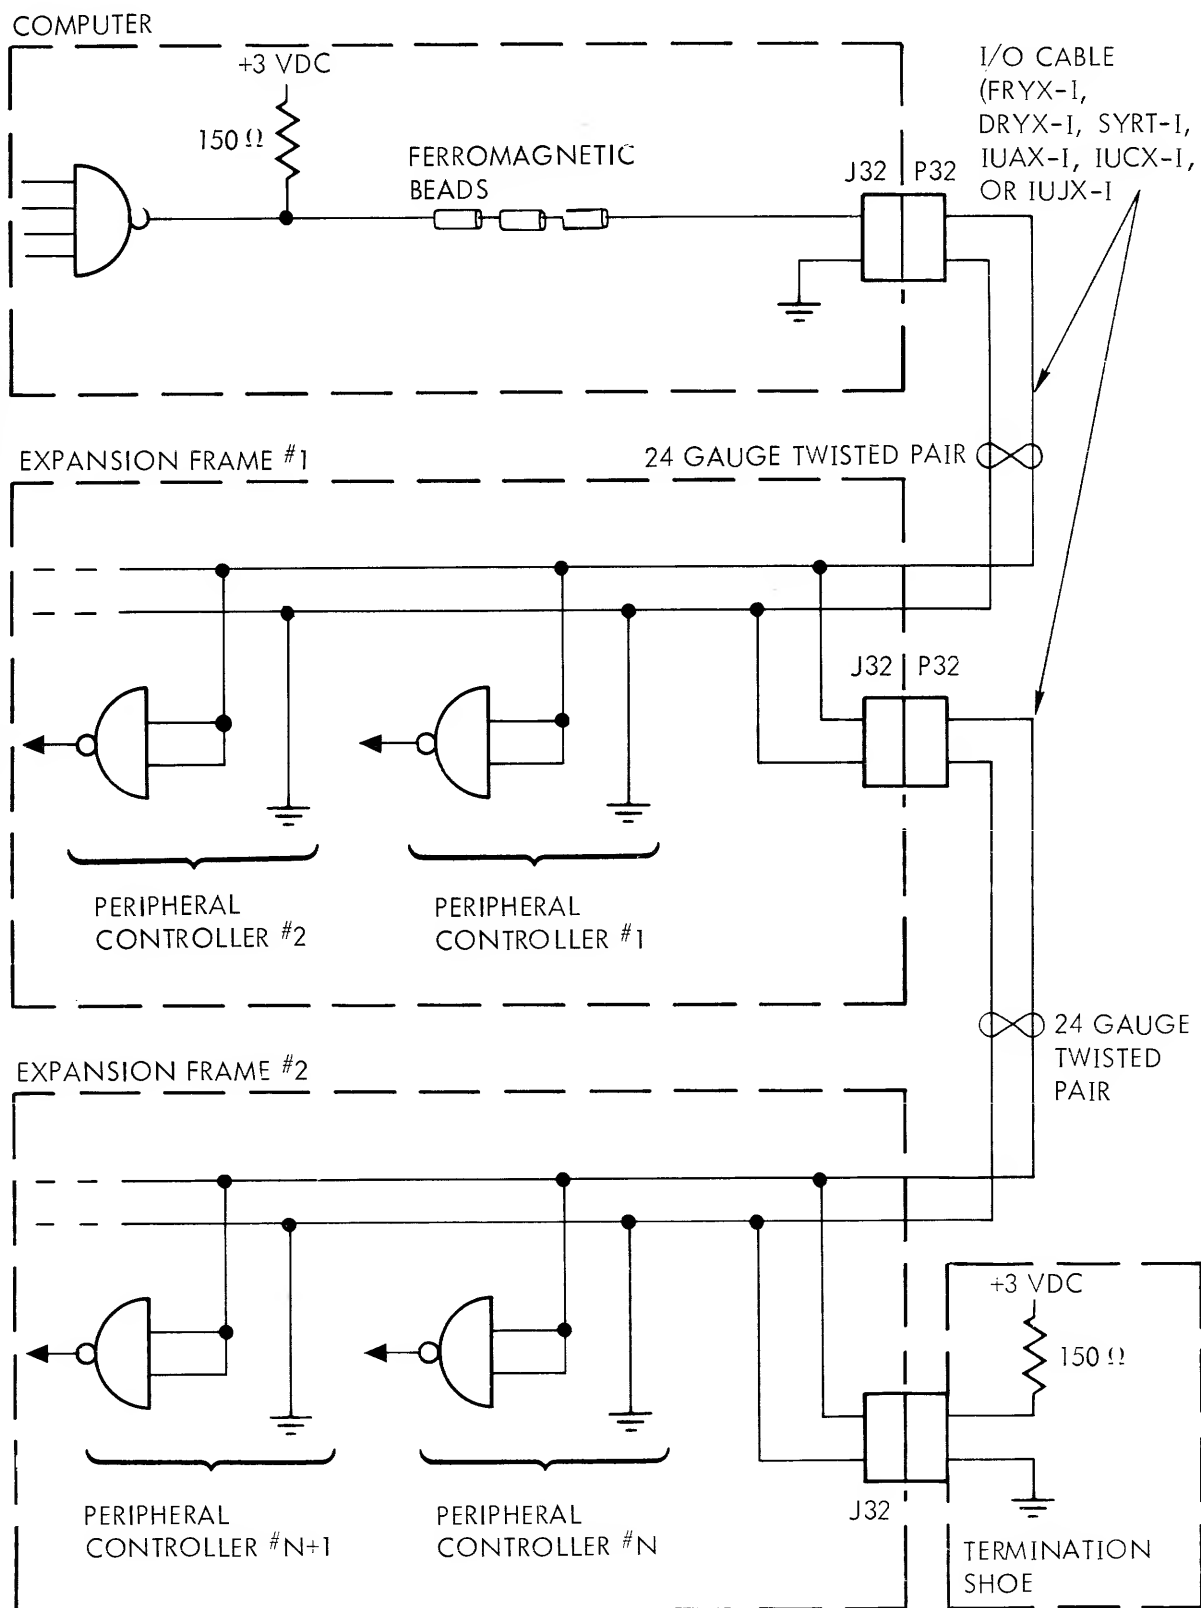 COMPUTER
+3 VDC
150 Ω
FERROMAGNETIC
BEADS
J32
P32
I/O CABLE
(FRYX-I,
DRYX-I, SYRT-I,
IUAX-I, IUCX-I,
OR IUJX-I
EXPANSION FRAME #1
24 GAUGE TWISTED PAIR
J32
P32
PERIPHERAL
CONTROLLER #2
PERIPHERAL
CONTROLLER #1
24 GAUGE
TWISTED
PAIR
EXPANSION FRAME #2
+3 VDC
150 Ω
J32
PERIPHERAL
CONTROLLER #N+1
PERIPHERAL
CONTROLLER #N
TERMINATION
SHOE